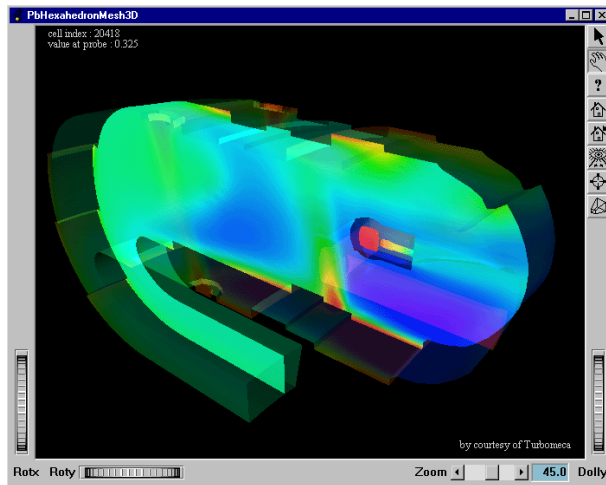 PbHexahedronMesh3D
cell index : 20418
value at probe : 0.325
?
by courtesy of Turbomeca
Rotx Roty Zoom 45.0 Dolly